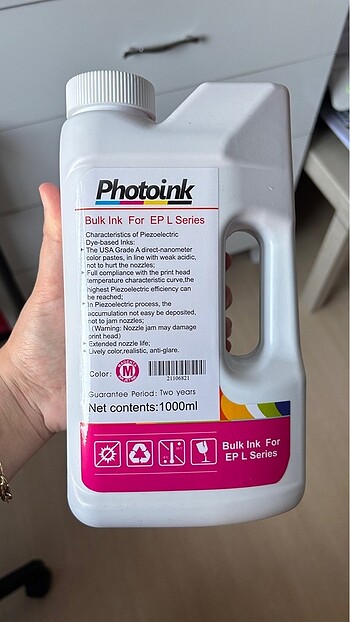 Photoink
Bulk Ink For EP L Series
Characteristics of Piezoelectric
Dye-based Inks:
The USA Grade A direct-nanometer
color pastes, in line with weak acidic,
not to hurt the nozzles;
Full compliance with the print head
temperature characteristic curve,the
highest Piezoelectric efficiency can
be reached;
In Piezoelectric process, the
accumulation not easy be deposited,
not to jam nozzles;
(Warning: Nozzle jam may damage
print head)
Extended nozzle life;
Lively color,realistic, anti-glare.
Color: M
21106821
Guarantee Period: Two years
Net contents:1000ml
Bulk Ink For
EP L Series